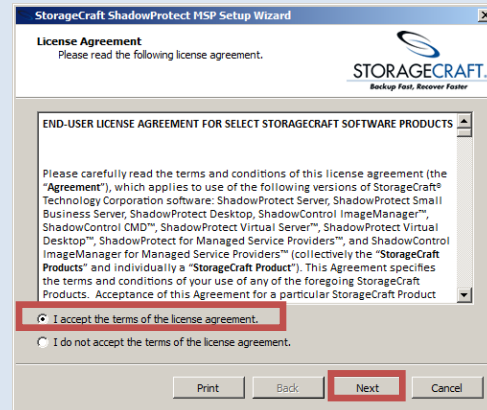 StorageCraft ShadowProtect MSP Setup Wizard
License Agreement
Please read the following license agreement.
STORAGECRAFT.
Backup Fast, Recover Faster
END-USER LICENSE AGREEMENT FOR SELECT STORAGECRAFT SOFTWARE PRODUCTS
Please carefully read the terms and conditions of this license agreement (the
“Agreement”), which applies to use of the following versions of StorageCraft®
Technology Corporation software: ShadowProtect Server, ShadowProtect Small
Business Server, ShadowProtect Desktop, ShadowControl ImageManager™,
ShadowControl CMD™, ShadowProtect Virtual Server™, ShadowProtect Virtual
Desktop™, ShadowProtect for Managed Service Providers™, and ShadowControl
ImageManager for Managed Service Providers™ (collectively the “StorageCraft
Products” and individually a “StorageCraft Product”). This Agreement specifies
the terms and conditions of your use of any of the foregoing StorageCraft
Products. Acceptance of this Agreement for a particular StorageCraft Product
I accept the terms of the license agreement.
I do not accept the terms of the license agreement.
Print Back Next Cancel